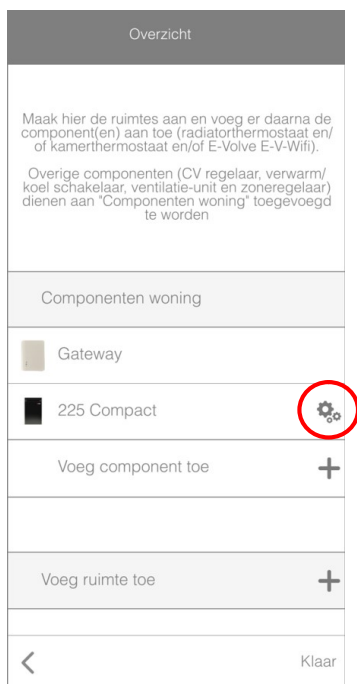 Overzicht
Maak hier de ruimtes aan en voeg er daarna de
component(en) aan toe (radiatorthermostaat en/
of kamerthermostaat en/of E-Volve E-V-Wifi).
Overige componenten (CV regelaar, verwarm/
koel schakelaar, ventilatie-unit en zoneregelaar)
dienen aan "Componenten woning" toegevoegd
te worden
Componenten woning
Gateway
225 Compact
Voeg component toe
Voeg ruimte toe
Klaar